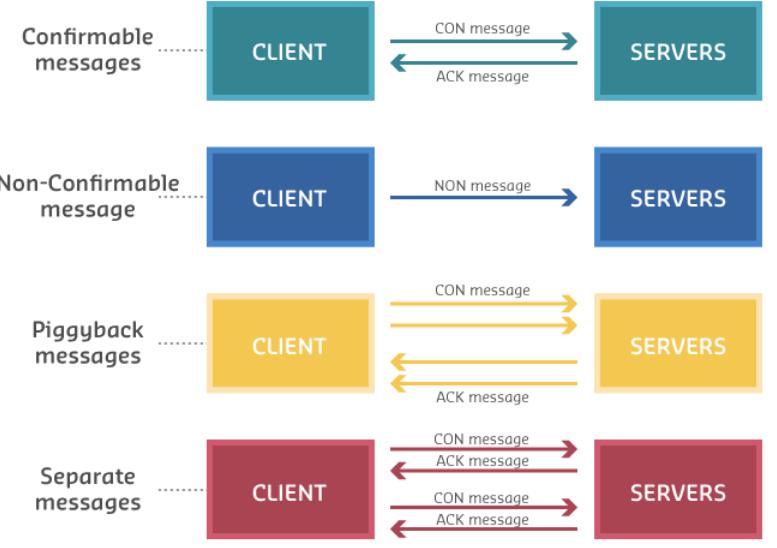 Confirmable
messages
CLIENT
CON message
ACK message
SERVERS
Non-Confirmable
message
CLIENT
NON message
SERVERS
Piggyback
messages
CLIENT
CON message
ACK message
SERVERS
Separate
messages
CLIENT
CON message
ACK message
CON message
ACK message
SERVERS